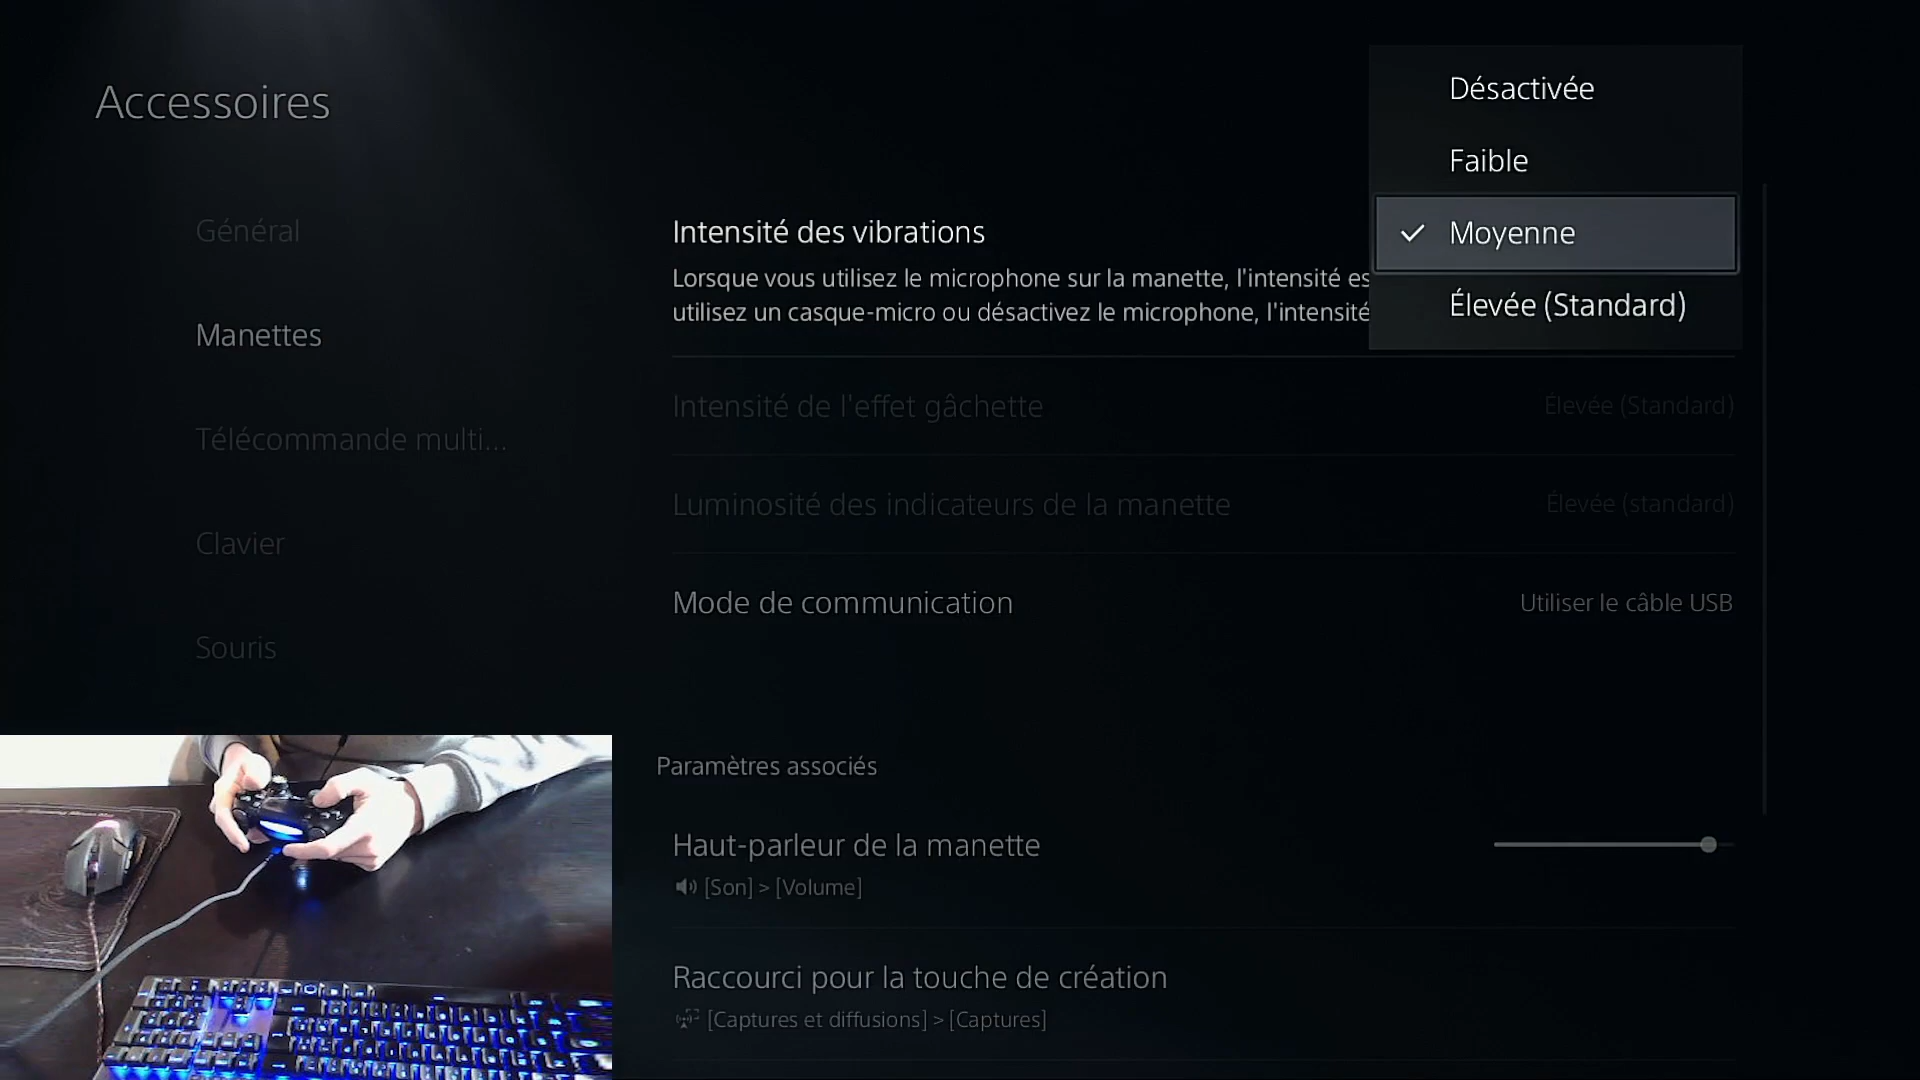 Accessoires
Général
Manettes
Télécommande multi...
Clavier
Souris
Intensité des vibrations
Lorsque vous utilisez le microphone sur la manette, l'intensité es
utilisez un casque-micro ou désactivez le microphone, l'intensité
Désactivée
Faible
Moyenne
Élevée (Standard)
Intensité de l'effet gâchette
Élevée (Standard)
Luminosité des indicateurs de la manette
Élevée (standard)
Mode de communication
Utiliser le câble USB
Paramètres associés
Haut-parleur de la manette
[Son] > [Volume]
Raccourci pour la touche de création
[Captures et diffusions] > [Captures]